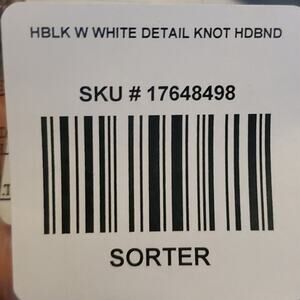 HBLK W WHITE DETAIL KNOT HDBND
SKU # 17648498
SORTER